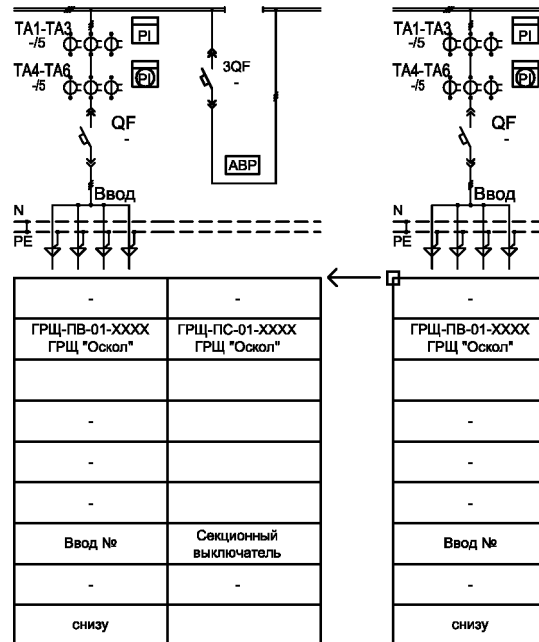 TA1-TA3
-/5
PI
TA4-TA6
-/5
PI
QF
-
Ввод
N
PE
3QF
-
АВР
TA1-TA3
-/5
PI
TA4-TA6
-/5
PI
QF
-
Ввод
N
PE
- - -
ГРЩ-ПВ-01-XXXX ГРЩ-ПС-01-XXXX ГРЩ-ПВ-01-XXXX
ГРЩ "Оскол" ГРЩ "Оскол" ГРЩ "Оскол"
- -
- -
- -
Ввод № Секционный выключатель Ввод №
- - -
снизу снизу